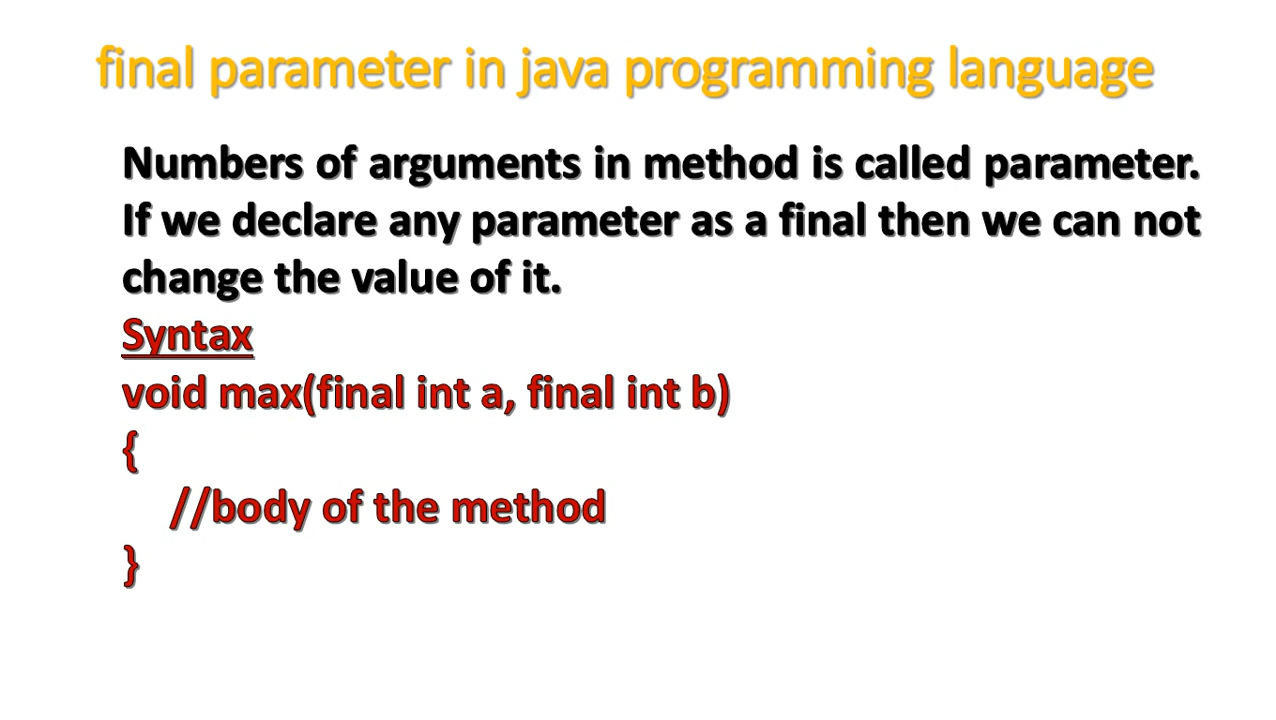 final parameter in java programming language
Numbers of arguments in method is called parameter.
If we declare any parameter as a final then we can not
change the value of it.
Syntax
void max(final int a, final int b)
{
//body of the method
}